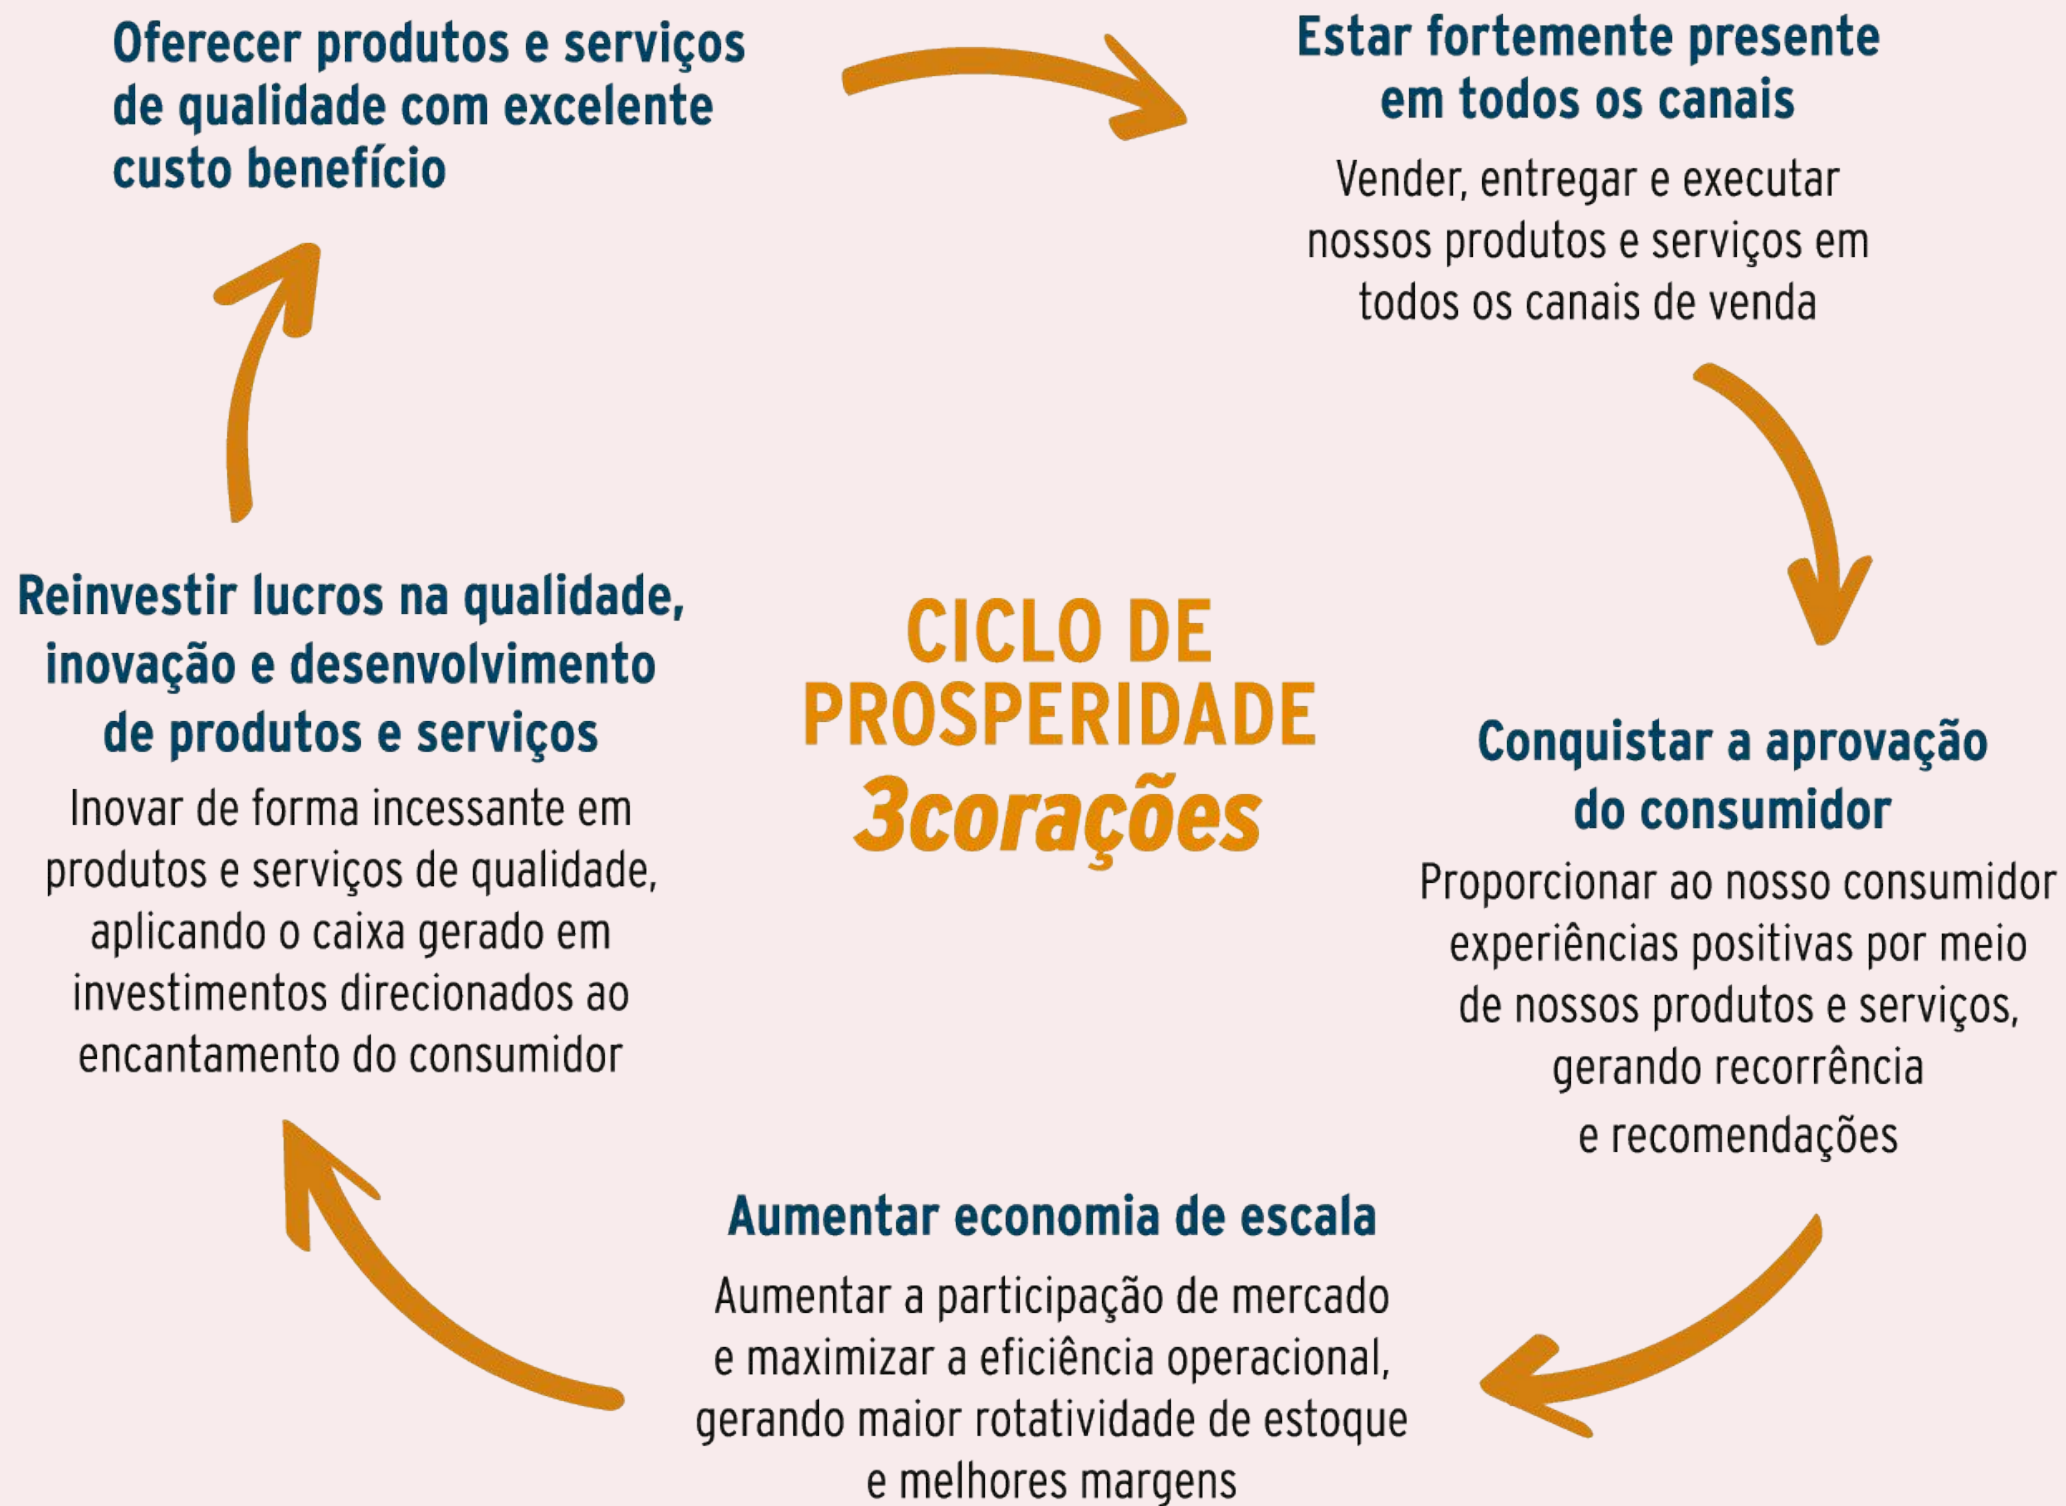 Oferecer produtos e serviços
de qualidade com excelente
custo benefício
Estar fortemente presente
em todos os canais
Vender, entregar e executar
nossos produtos e serviços em
todos os canais de venda
Conquistar a aprovação
do consumidor
Proporcionar ao nosso consumidor
experiências positivas por meio
de nossos produtos e serviços,
gerando recorrência
e recomendações
Aumentar economia de escala
Aumentar a participação de mercado
e maximizar a eficiência operacional,
gerando maior rotatividade de estoque
e melhores margens
Reinvestir lucros na qualidade,
inovação e desenvolvimento
de produtos e serviços
Inovar de forma incessante em
produtos e serviços de qualidade,
aplicando o caixa gerado em
investimentos direcionados ao
encantamento do consumidor
CICLO DE
PROSPERIDADE
3corações